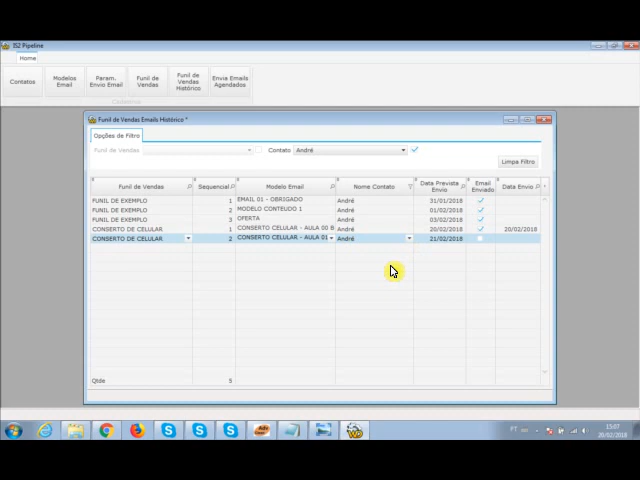 IS2 Pipeline
Home
Contatos
Modelos Email
Param. Envio Email
Funil de Vendas
Funil de Vendas Histórico
Envia Emails Agendados
Cadastros
Funil de Vendas Emails Histórico *
Opções de Filtro
Funil de Vendas
Contato André
Limpa Filtro
Funil de Vendas Sequencial Modelo Email Nome Contato Data Prevista Envio Email Enviado Data Envio
FUNIL DE EXEMPLO 1 EMAIL 01 - OBRIGADO André 31/01/2018
FUNIL DE EXEMPLO 2 MODELO CONTEUDO 1 André 01/02/2018
FUNIL DE EXEMPLO 3 OFERTA André 03/02/2018
CONSERTO DE CELULAR 1 CONSERTO CELULAR - AULA 00 B André 20/02/2018 20/02/2018
CONSERTO DE CELULAR 2 CONSERTO CELULAR - AULA 01 André 21/02/2018
Qtde 5
PT
15:07
20/02/2018